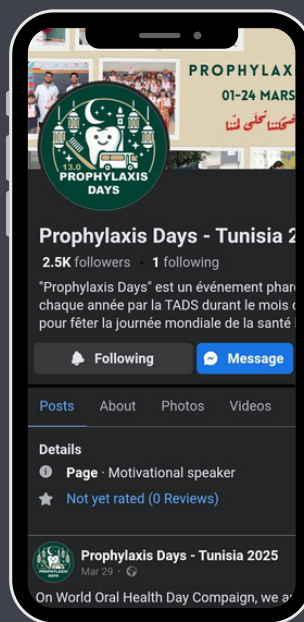 PROPHYLAX
01-24 MARS
13.0
PROPHYLAXIS
DAYS
Prophylaxis Days - Tunisia 2
2.5K followers · 1 following
"Prophylaxis Days" est un événement phar
chaque année par la TADS durant le mois
pour fêter la journée mondiale de la santé
Following
Message
Posts About Photos Videos
Details
Page · Motivational speaker
Not yet rated (0 Reviews)
PROPHYLAXIS
DAYS
Prophylaxis Days - Tunisia 2025
Mar 29 ·
On World Oral Health Day Campaign, we a